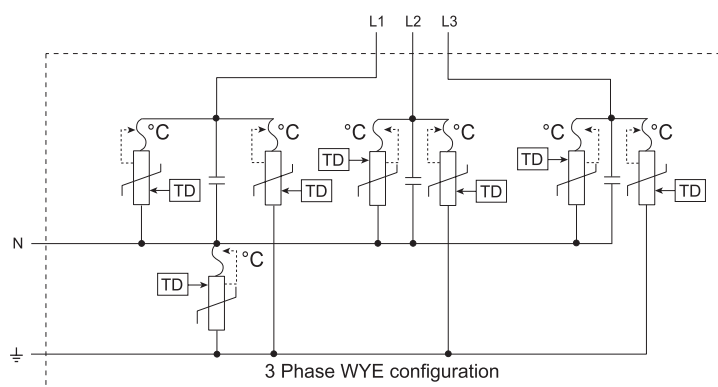 L1 L2 L3
°C °C °C °C °C °C
TD TD
TD TD TD TD
N
°C
TD
3 Phase WYE configuration